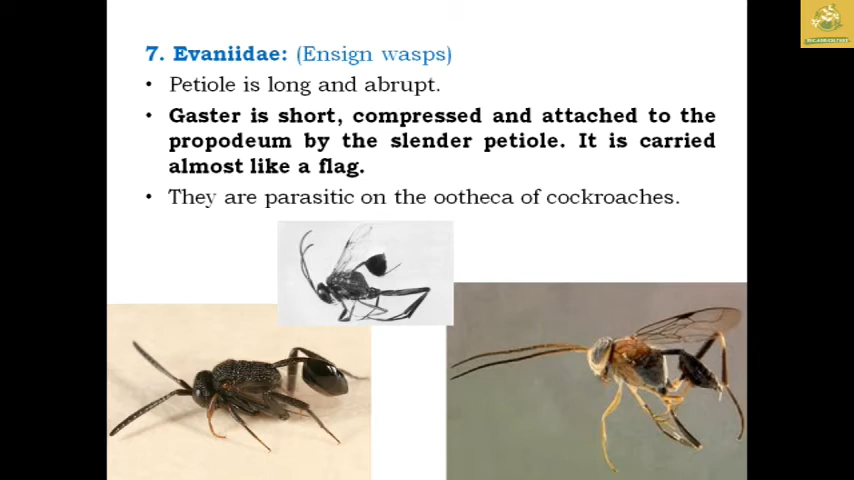 7. Evaniidae: (Ensign wasps)
• Petiole is long and abrupt.
• Gaster is short, compressed and attached to the
propodeum by the slender petiole. It is carried
almost like a flag.
• They are parasitic on the ootheca of cockroaches.